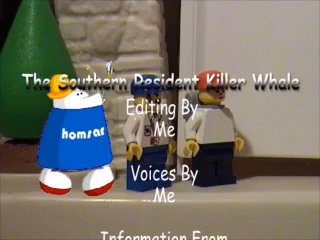 The Southern Resident Killer Whale
Editing By
Me
homsar
Voices By
Me
Information From